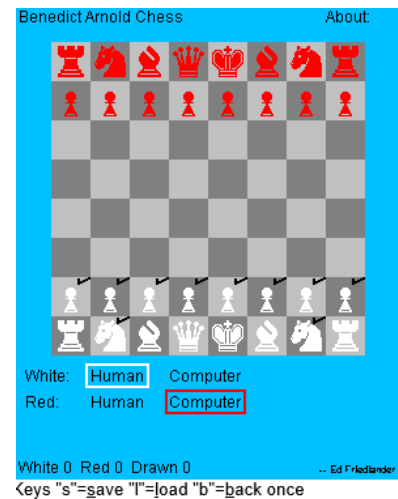 Benedict Arnold Chess About:
White: Human Computer
Red: Human Computer
White 0 Red 0 Drawn 0 -- Ed Friedlander
Keys "s"=save "l"=load "b"=back once